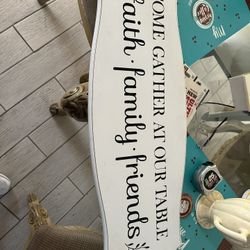 OME GATHER AT OUR TABLE
faith · family · friends